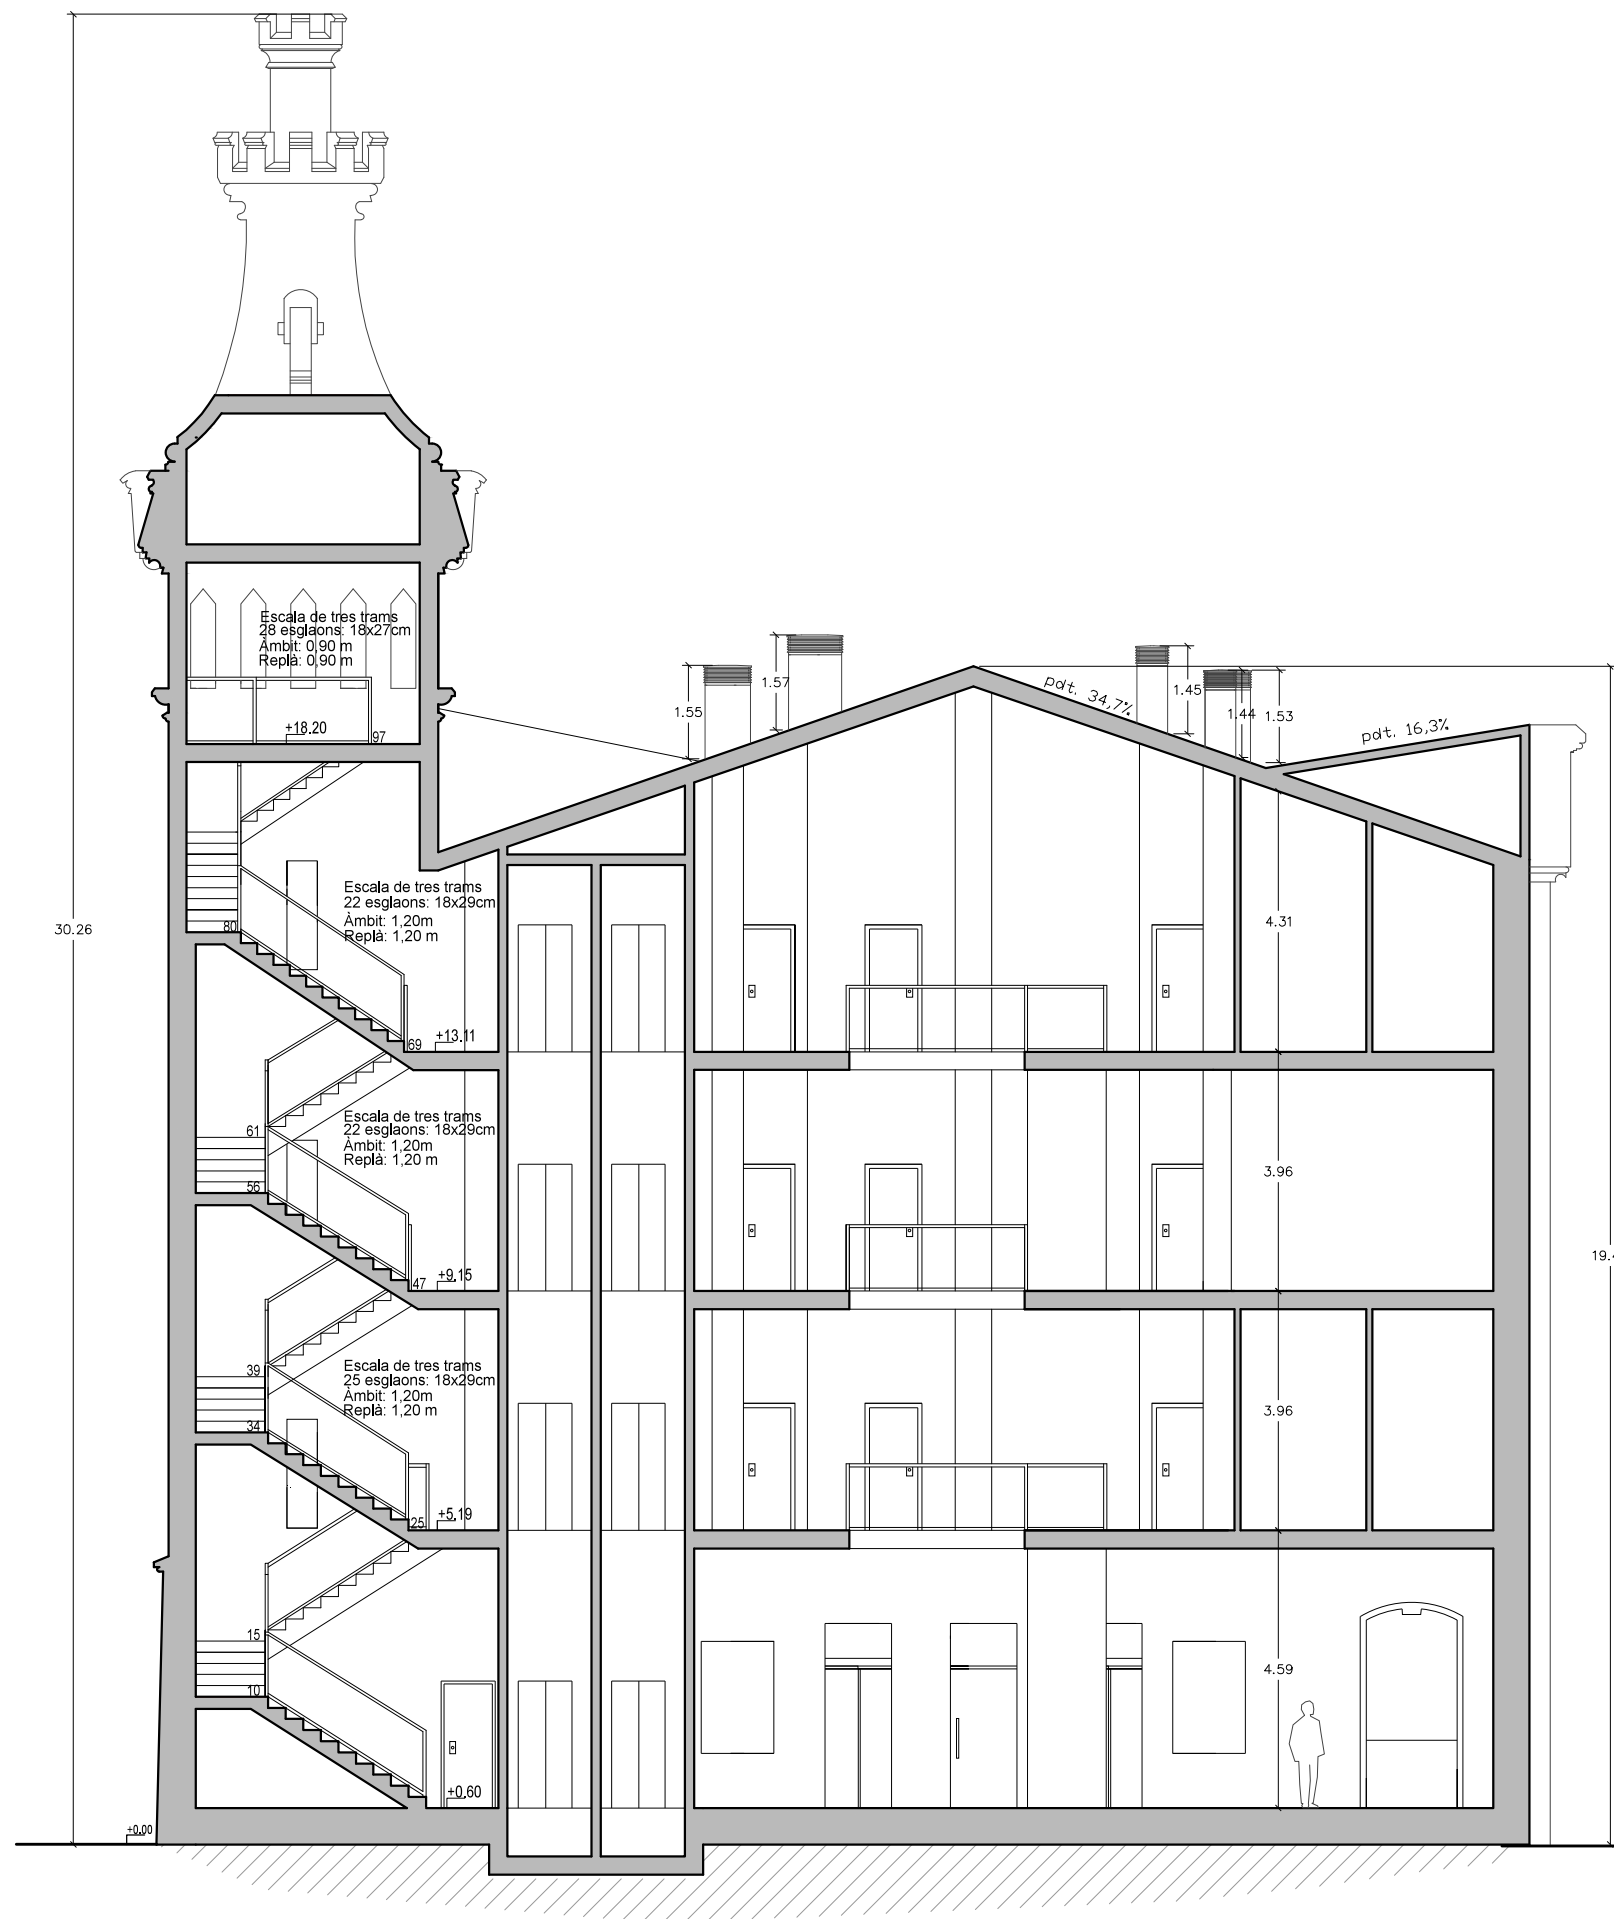 Escala de tres trams
28 esglaons: 18x27cm
Àmbit: 0,90 m
Replà: 0,90 m
1.57
1.45
pdt. 34,7%
1.55
1.44
1.53
+18.20
97
pdt. 16,3%
Escala de tres trams
22 esglaons: 18x29cm
Àmbit: 1,20m
Replà: 1,20 m
80
30.26
4.31
69
+13.11
Escala de tres trams
22 esglaons: 18x29cm
Àmbit: 1,20m
Replà: 1,20 m
61
56
3.96
19.4
47
+9.15
Escala de tres trams
25 esglaons: 18x29cm
Àmbit: 1,20m
Replà: 1,20 m
39
34
3.96
25
+5.19
15
10
4.59
+0.60
+0.00